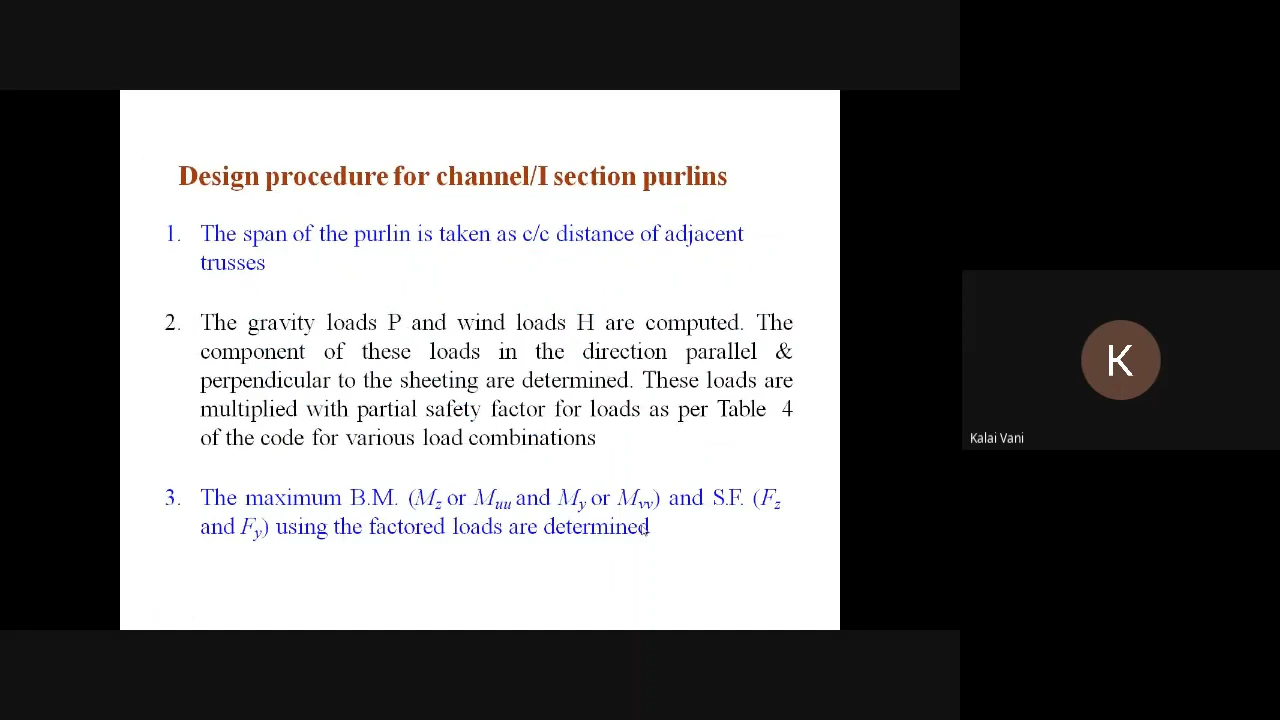 Design procedure for channel/I section purlins
1. The span of the purlin is taken as c/c distance of adjacent
trusses
2. The gravity loads P and wind loads H are computed. The
component of these loads in the direction parallel &
perpendicular to the sheeting are determined. These loads are
multiplied with partial safety factor for loads as per Table 4
of the code for various load combinations
3. The maximum B.M. (Mz or Muu and My or Mvv) and S.F. (Fz
and Fy) using the factored loads are determined
K
Kalai Vani